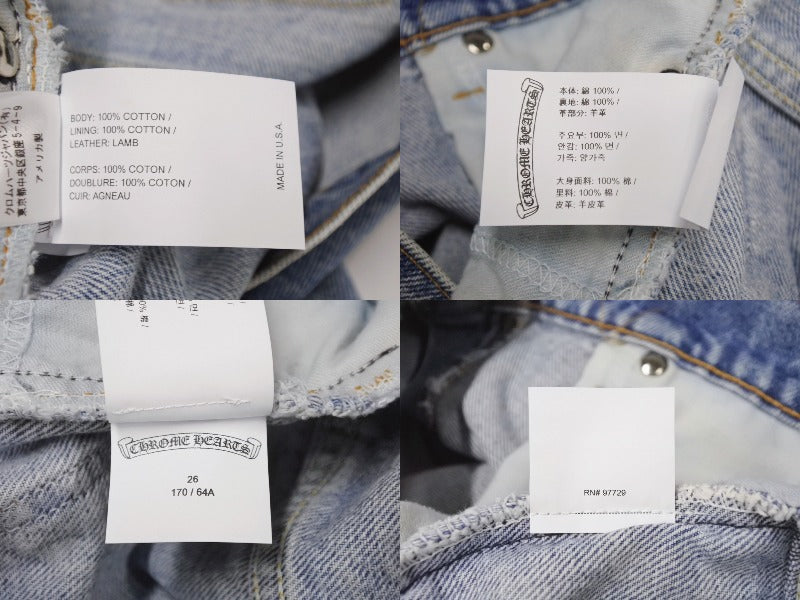 クロムハーツジャパン(有)
東京都中央区銀座 5-4-9
アメリカ製
BODY: 100% COTTON /
LINING: 100% COTTON /
LEATHER: LAMB
CORPS: 100% COTON /
DOUBLURE: 100% COTON /
CUIR: AGNEAU
MADE IN U.S.A.
CHROME HEARTS
本体: 綿 100% /
裏地: 綿 100% /
革部分: 羊革
주요부: 100% 면 /
안감: 100% 면 /
가죽: 양가죽
大身面料: 100% 棉 /
里料: 100% 棉 /
皮革: 羊皮革
CHROME HEARTS
26
170 / 64A
RN# 97729